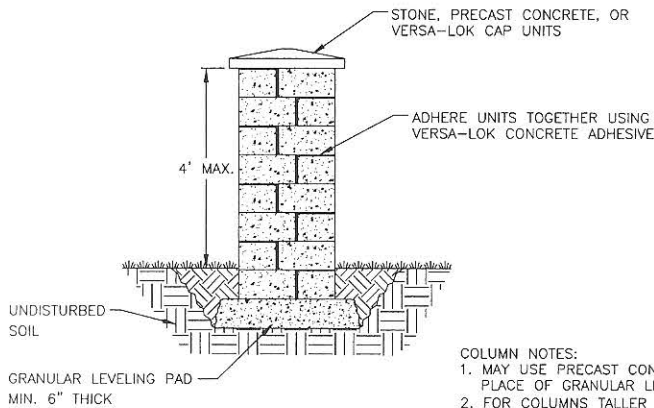 STONE, PRECAST CONCRETE, OR
VERSA-LOK CAP UNITS
ADHERE UNITS TOGETHER USING
VERSA-LOK CONCRETE ADHESIVE
4' MAX.
UNDISTURBED
SOIL
GRANULAR LEVELING PAD
MIN. 6" THICK
COLUMN NOTES:
1. MAY USE PRECAST CON
PLACE OF GRANULAR L
2. FOR COLUMNS TALLER